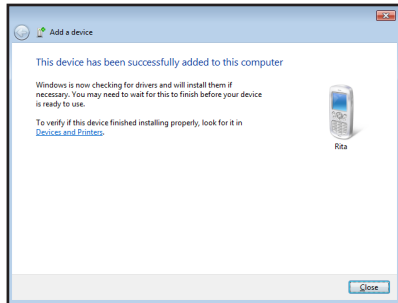 Add a device
This device has been successfully added to this computer
Windows is now checking for drivers and will install them if
necessary. You may need to wait for this to finish before your device
is ready to use.
To verify if this device finished installing properly, look for it in
Devices and Printers.
Rita
Close